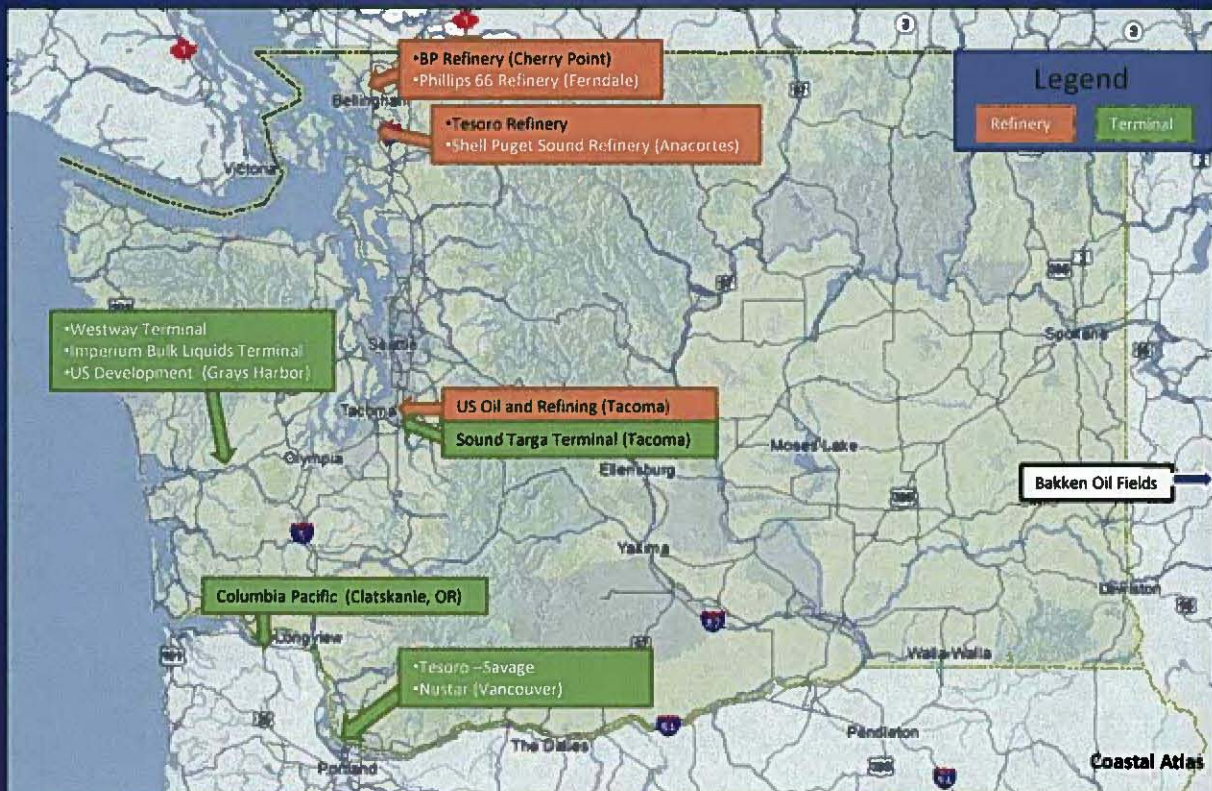 •BP Refinery (Cherry Point)
•Phillips 66 Refinery (Ferndale)
Legend
Refinery
Terminal
Bellingham
•Tesoro Refinery
•Shell Puget Sound Refinery (Anacortes)
Victoria
Spokane
•Westway Terminal
•Imperium Bulk Liquids Terminal
•US Development (Grays Harbor)
Seattle
Tacoma
US Oil and Refining (Tacoma)
Sound Targa Terminal (Tacoma)
Olympia
Ellensburg
Moses Lake
Bakken Oil Fields
Yakima
Lewiston
Columbia Pacific (Clatskanie, OR)
Longview
Walla Walla
•Tesoro –Savage
•Nustar (Vancouver)
The Dalles
Pendleton
Portland
Coastal Atlas